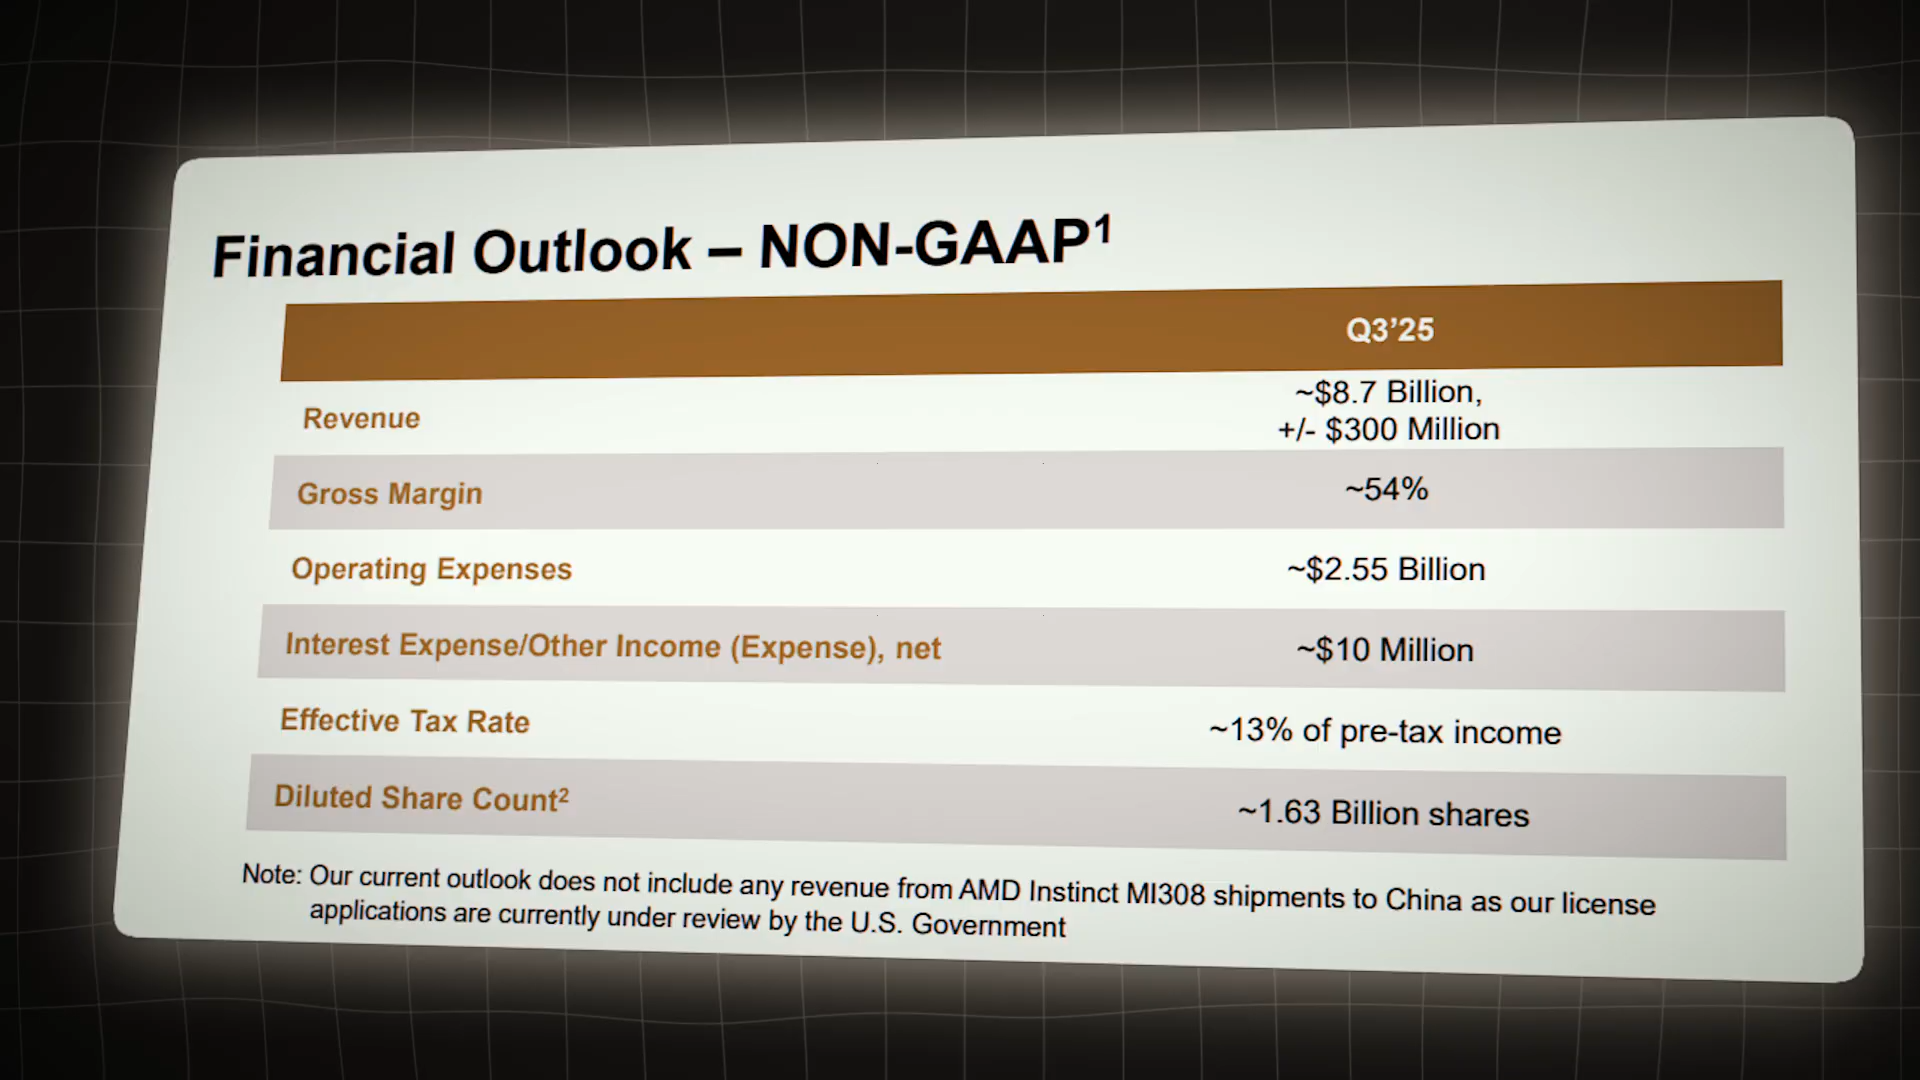 Financial Outlook – NON-GAAP¹
Q3’25
Revenue
~$8.7 Billion,
+/- $300 Million
Gross Margin
~54%
Operating Expenses
~$2.55 Billion
Interest Expense/Other Income (Expense), net
~$10 Million
Effective Tax Rate
~13% of pre-tax income
Diluted Share Count²
~1.63 Billion shares
Note: Our current outlook does not include any revenue from AMD Instinct MI308 shipments to China as our license
applications are currently under review by the U.S. Government